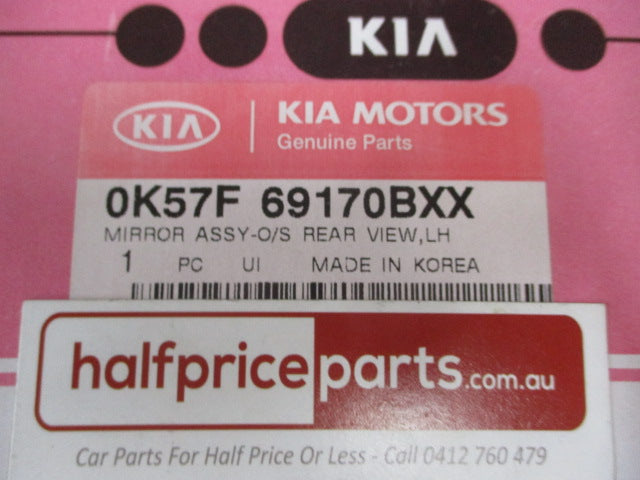 KIA
KIA KIA MOTORS
Genuine Parts
0K57F 69170BXX
MIRROR ASSY-O/S REAR VIEW,LH
1 PC UI MADE IN KOREA
halfpriceparts.com.au
Car Parts For Half Price Or Less - Call 0412 760 479